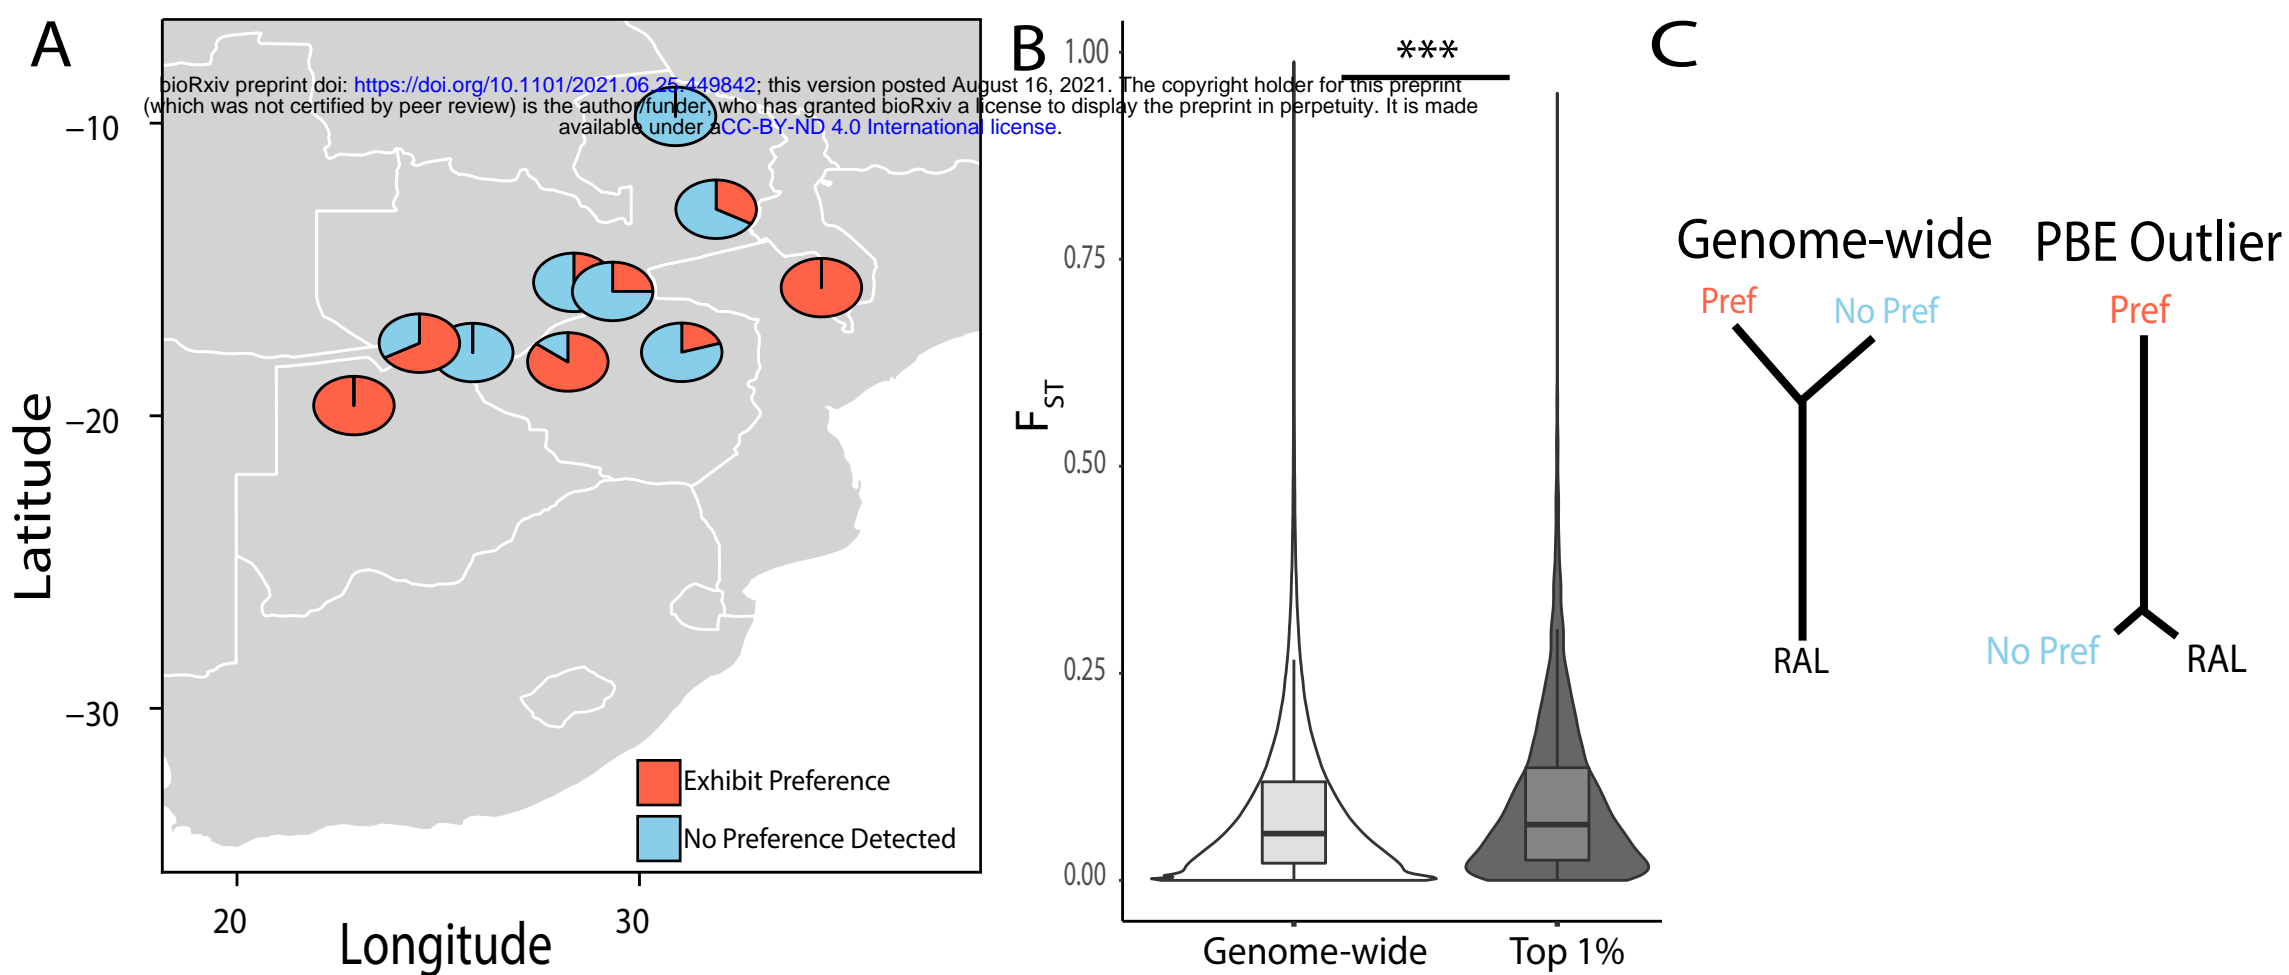 A
bioRxiv preprint doi: https://doi.org/10.1101/2021.06.25.449842; this version posted August 16, 2021. The copyright holder for this preprint
(which was not certified by peer review) is the author/funder, who has granted bioRxiv a license to display the preprint in perpetuity. It is made
available under aCC-BY-ND 4.0 International license.
−10
−20
−30
Latitude
20
30
Longitude
Exhibit Preference
No Preference Detected
B
***
1.00
0.75
0.50
0.25
0.00
FST
Genome-wide
Top 1%
C
Genome-wide
Pref
No Pref
RAL
PBE Outlier
Pref
No Pref
RAL